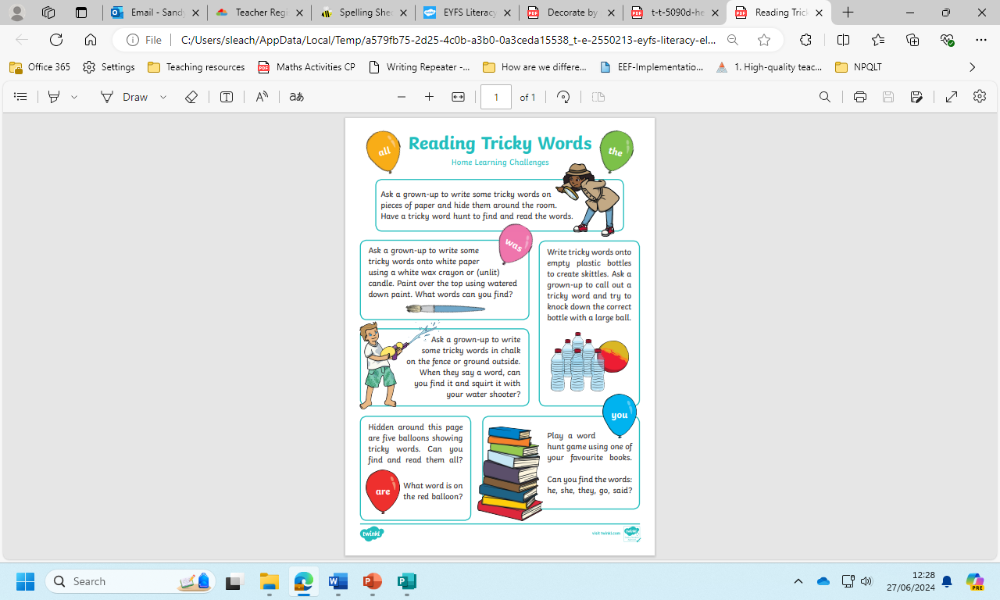 Email - Sandy
Teacher Regi
Spelling She
EYFS Literacy
Decorate by
t-t-5090d-he
Reading Tric
File
C:/Users/sleach/AppData/Local/Temp/a579fb75-2d25-4c0b-a3b0-0a3ceda15538_t-e-2550213-eyfs-literacy-el...
Office 365
Settings
Teaching resources
Maths Activities CP
Writing Repeater -...
How are we differe...
EEF-Implementatio...
1. High-quality teac...
NPQLT
Draw
1 of 1
all
Reading Tricky Words
the
Home Learning Challenges
Ask a grown-up to write some tricky words on
pieces of paper and hide them around the room.
Have a tricky word hunt to find and read the words.
was
Ask a grown-up to write some
tricky words onto white paper
using a white wax crayon or (unlit)
candle. Paint over the top using watered
down paint. What words can you find?
Write tricky words onto
empty plastic bottles
to create skittles. Ask a
grown-up to call out a
tricky word and try to
knock down the correct
bottle with a large ball.
Ask a grown-up to write
some tricky words in chalk
on the fence or ground outside.
When they say a word, can
you find it and squirt it with
your water shooter?
you
Hidden around this page
are five balloons showing
tricky words. Can you
find and read them all?
are
What word is on
the red balloon?
Play a word
hunt game using one of
your favourite books.
Can you find the words:
he, she, they, go, said?
twinkl
visit twinkl.com
twinkl
Search
12:28
27/06/2024
PRE